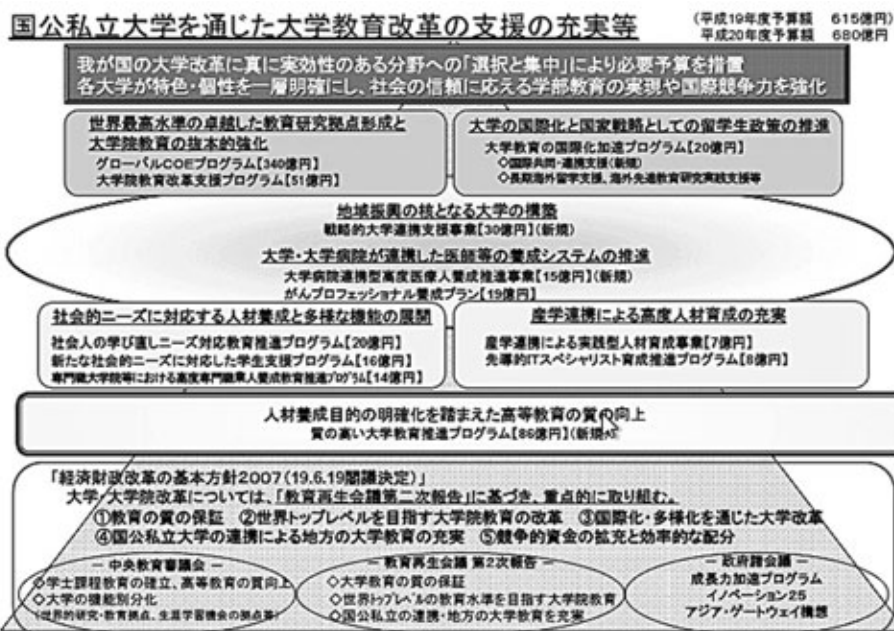 国公私立大学を通じた大学教育改革の支援の充実等
(平成19年度予算額 615億円)
平成20年度予算額 680億円
我が国の大学改革に真に実効性のある分野への「選択と集中」により必要予算を措置
各大学が特色・個性を一層明確にし、社会の信頼に応える学部教育の実現や国際競争力を強化
世界最高水準の卓越した教育研究拠点形成と
大学院教育の抜本的強化
グローバルCOEプログラム【340億円】
大学院教育改革支援プログラム【51億円】
大学の国際化と国家戦略としての留学生政策の推進
大学教育の国際化加速プログラム【20億円】
◇国際共同・連携支援(新規)
◇長期海外留学支援、海外先進教育研究実践支援等
地域振興の核となる大学の構築
戦略的大学連携支援事業【30億円】(新規)
大学・大学病院が連携した医師等の養成システムの推進
大学病院連携型高度医療人養成推進事業【15億円】(新規)
がんプロフェッショナル養成プラン【19億円】
社会的ニーズに対応する人材養成と多様な機能の展開
社会人の学び直しニーズ対応教育推進プログラム【20億円】
新たな社会的ニーズに対応した学生支援プログラム【16億円】
専門職大学院等における高度専門職業人養成教育推進プログラム【14億円】
産学連携による高度人材育成の充実
産学連携による実践型人材育成事業【7億円】
先導的ITスペシャリスト育成推進プログラム【8億円】
人材養成目的の明確化を踏まえた高等教育の質の向上
質の高い大学教育推進プログラム【86億円】(新規)
「経済財政改革の基本方針2007(19.6.19閣議決定)」
大学・大学院改革については、「教育再生会議第二次報告」に基づき、重点的に取り組む。
①教育の質の保証 ②世界トップレベルを目指す大学院教育の改革 ③国際化・多様化を通じた大学改革
④国公私立大学の連携による地方の大学教育の充実 ⑤競争的資金の拡充と効率的な配分
― 中央教育審議会 ―
◇学士課程教育の確立、高等教育の質向上
◇大学の機能別分化
(世界的研究・教育拠点、生涯学習機会の拠点等)
― 教育再生会議 第2次報告 ―
◇大学教育の質の保証
◇世界トップレベルの教育水準を目指す大学院教育
◇国公私立の連携・地方の大学教育を充実
― 政府諸会議 ―
成長力加速プログラム
イノベーション25
アジア・ゲートウェイ構想